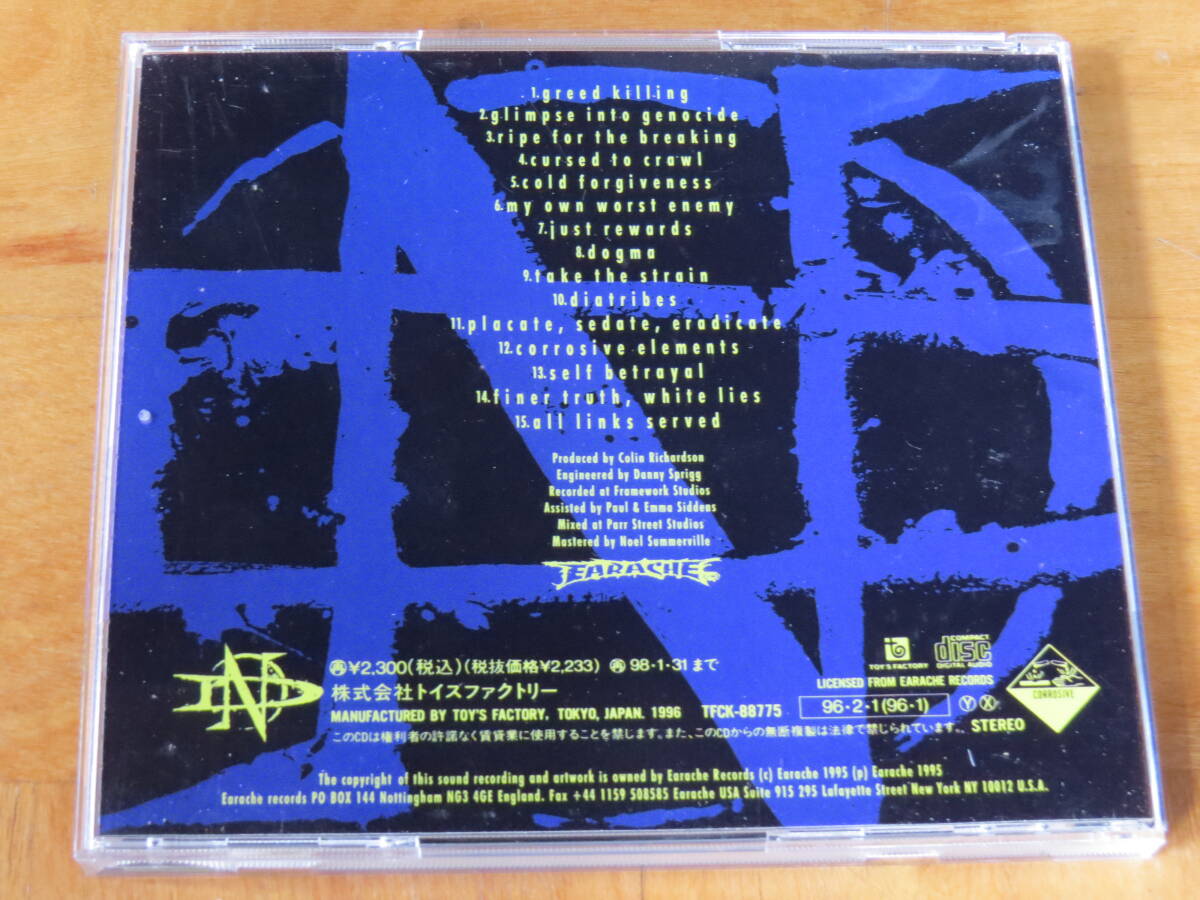 1.greed killing
2.glimpse into genocide
3.ripe for the breaking
4.cursed to crawl
5.cold forgiveness
6.my own worst enemy
7.just rewards
8.dogma
9.take the strain
10.diatribes
11.placate, sedate, eradicate
12.corrosive elements
13.self betrayal
14.finer truth, white lies
15.all links served
Produced by Colin Richardson
Engineered by Danny Sprigg
Recorded at Framework Studios
Assisted by Paul & Emma Siddens
Mixed at Parr Street Studios
Mastered by Noel Summerville
EARACHE
ND
㊢¥2,300(税込)(税抜価格¥2,233) ㊢98・1・31まで
株式会社トイズファクトリー
MANUFACTURED BY TOY'S FACTORY, TOKYO, JAPAN. 1996 TFCK-88775
TOY'S FACTORY
COMPACT
disc
DIGITAL AUDIO
LICENSED FROM EARACHE RECORDS
96・2・1(96・1) Ⓨ Ⓧ
STEREO
CORROSIVE
このCDは権利者の許諾なく賃貸業に使用することを禁じます。また、このCDからの無断複製は法律で禁じられています。
The copyright of this sound recording and artwork is owned by Earache Records (c) Earache 1995 (p) Earache 1995
Earache records PO BOX 144 Nottingham NG3 4GE England. Fax +44 1159 508585 Earache USA Suite 915 295 Lafayette Street New York NY 10012 U.S.A.